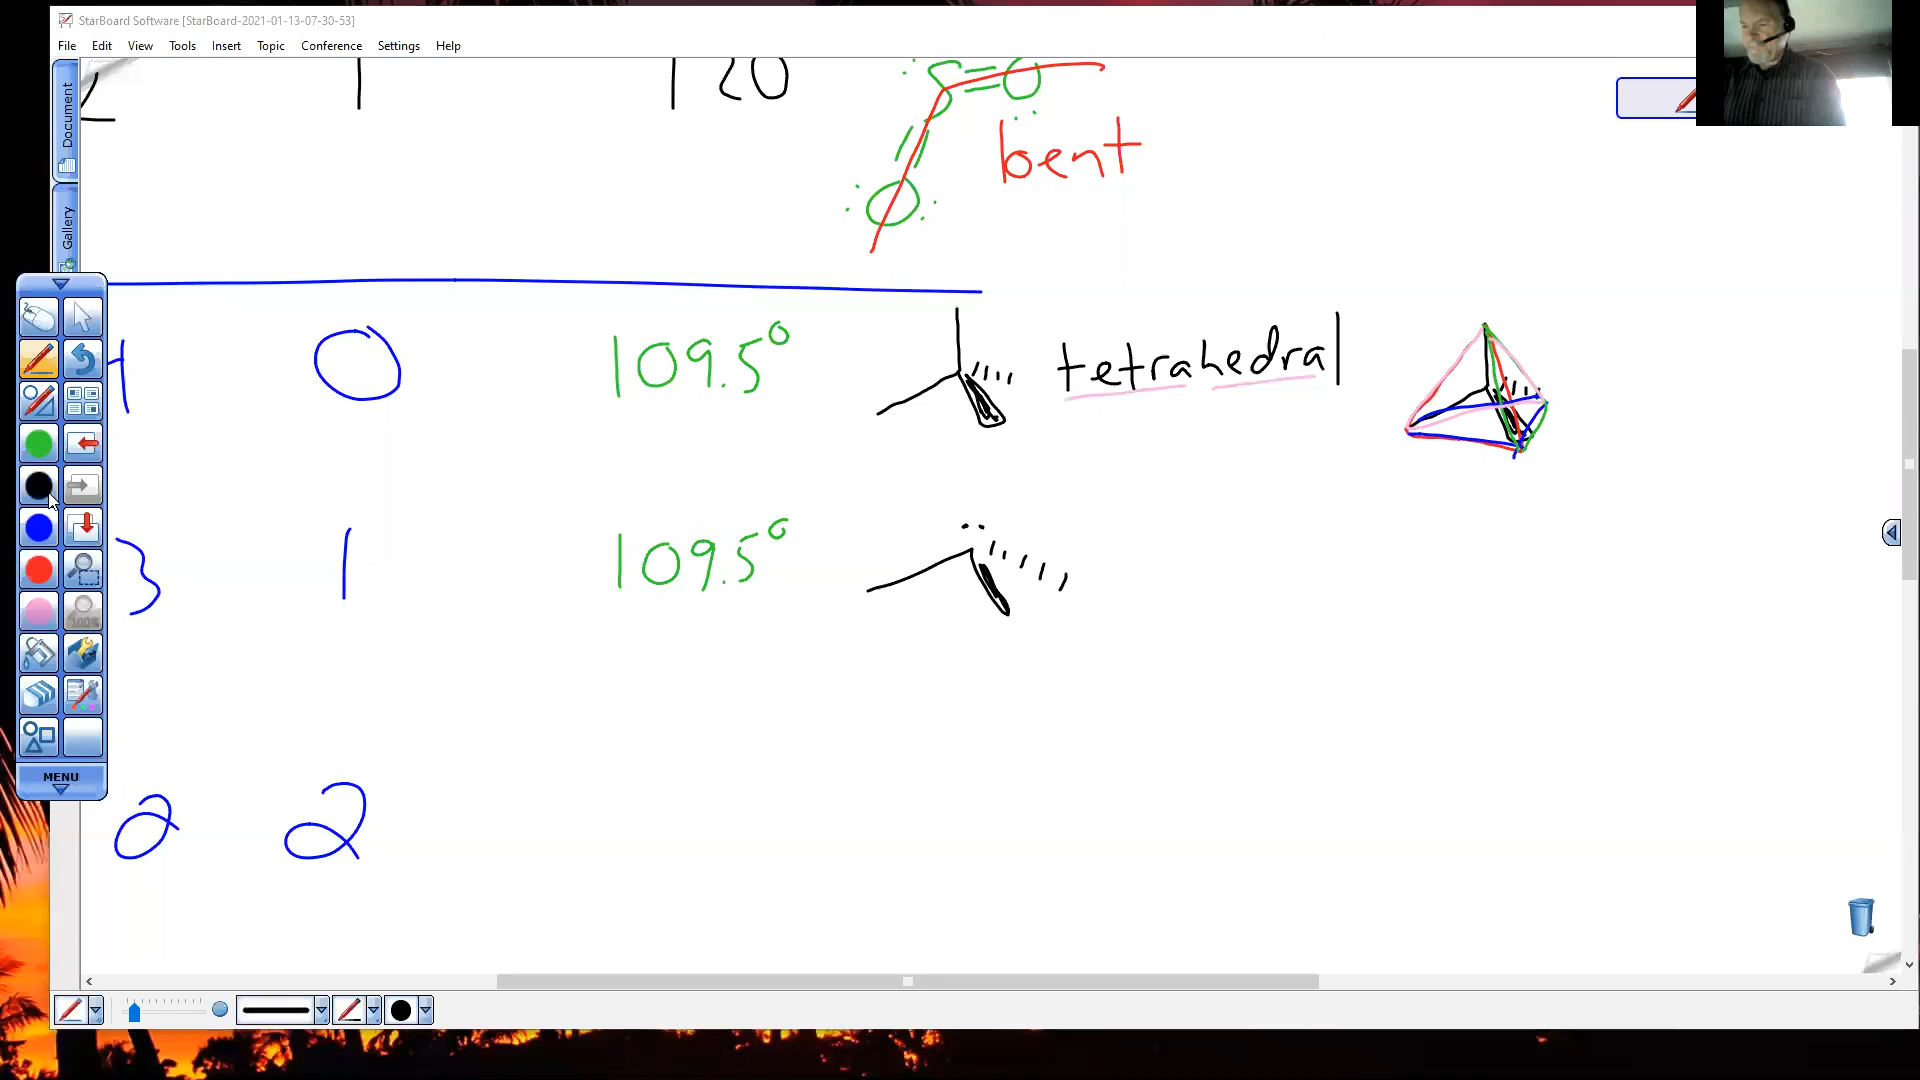 StarBoard Software [StarBoard-2021-01-13-07-30-53]
File Edit View Tools Insert Topic Conference Settings Help
Document
Gallery
2 1 120 S=O
bent
O
4 0 109.5° tetrahedral
3 1 109.5°
2 2
100%
MENU